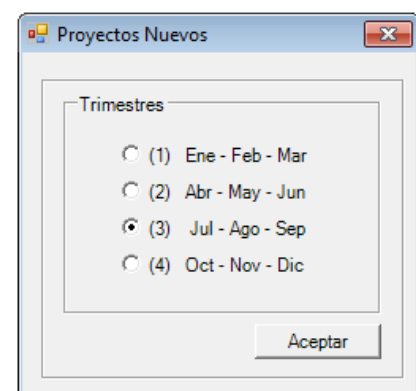 Proyectos Nuevos
Trimestres
(1) Ene - Feb - Mar
(2) Abr - May - Jun
(3) Jul - Ago - Sep
(4) Oct - Nov - Dic
Aceptar